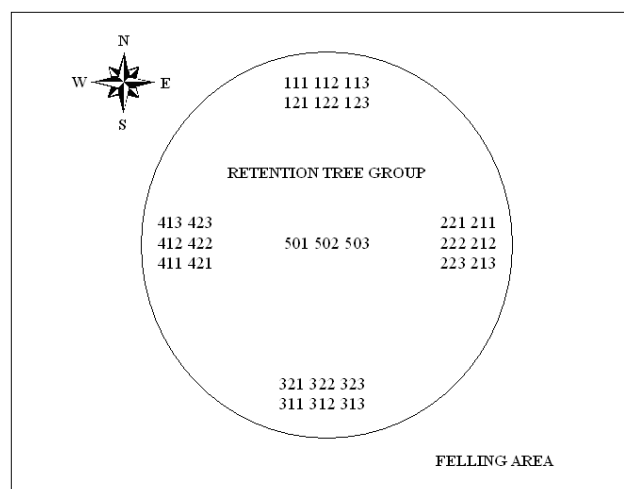 N
W E
S
111 112 113
121 122 123
RETENTION TREE GROUP
413 423
412 422
411 421
501 502 503
221 211
222 212
223 213
321 322 323
311 312 313
FELLING AREA